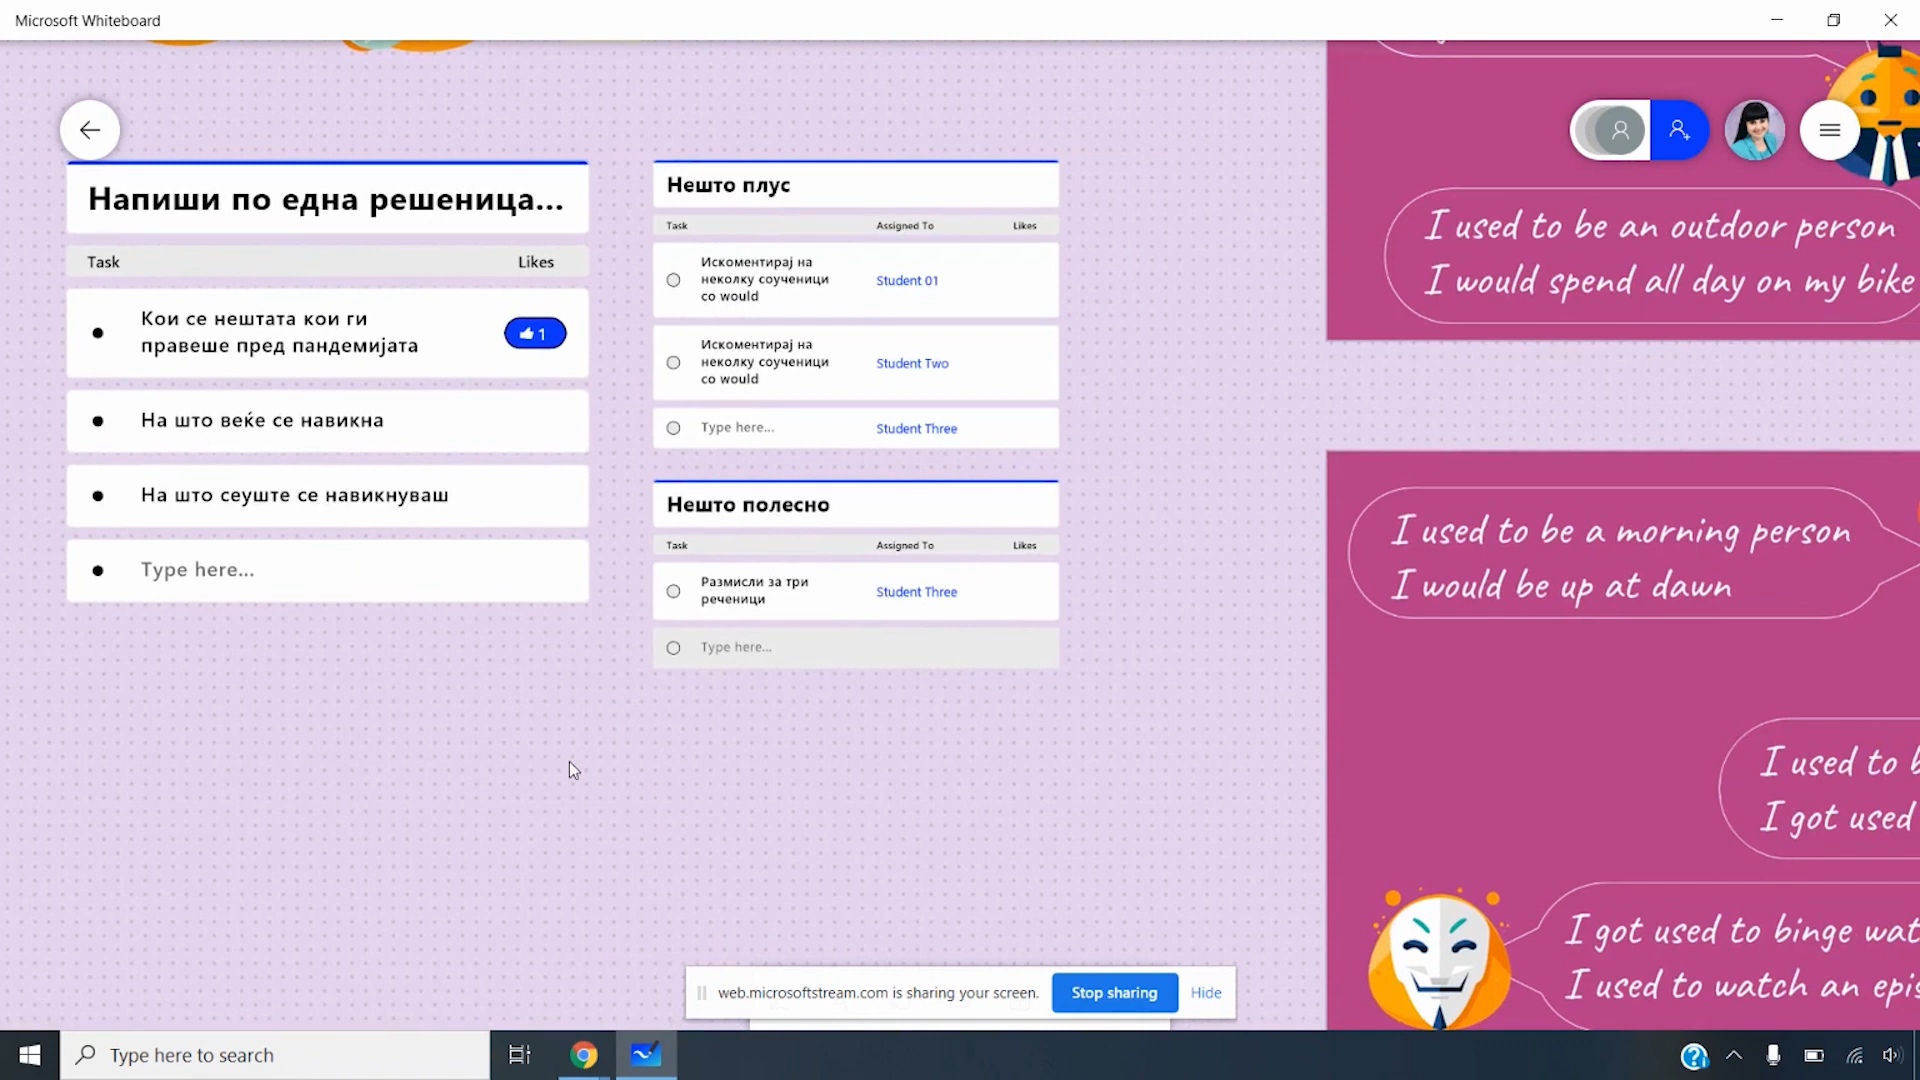 Microsoft Whiteboard
Напиши по една решеница...
Task Likes
Кои се нештата кои ги
правеше пред пандемијата
1
На што веќе се навикна
На што сеуште се навикнуваш
Type here...
Нешто плус
Task Assigned To Likes
Искоментирај на
неколку соученици
со would
Student 01
Искоментирај на
неколку соученици
со would
Student Two
Type here...
Student Three
Нешто полесно
Task Assigned To Likes
Размисли за три
реченици
Student Three
Type here...
I used to be an outdoor person
I would spend all day on my bike
I used to be a morning person
I would be up at dawn
I used to
I got used
I got used to binge
I used to watch an
web.microsoftstream.com is sharing your screen.
Stop sharing
Hide
Type here to search